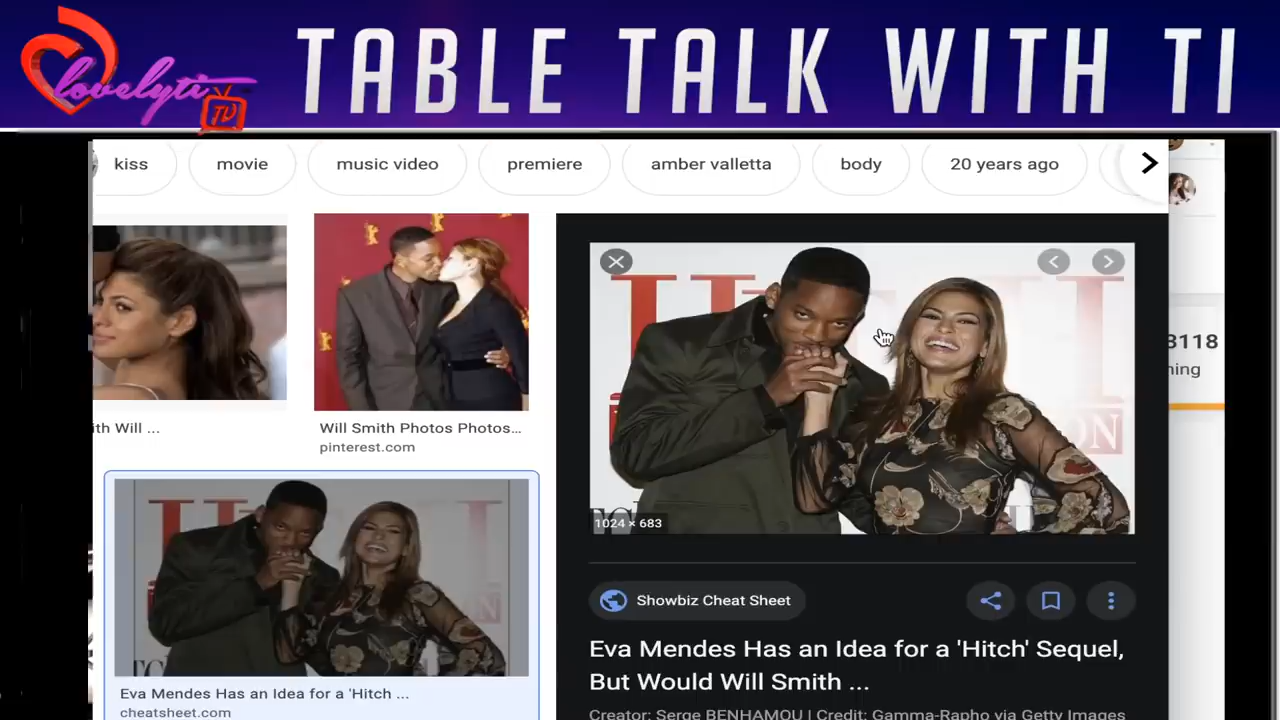 lovelyti
TV
TABLE TALK WITH TI
kiss
movie
music video
premiere
amber valletta
body
20 years ago
ith Will ...
Will Smith Photos Photos...
pinterest.com
1024 × 683
8118
ning
Showbiz Cheat Sheet
Eva Mendes Has an Idea for a 'Hitch' Sequel,
But Would Will Smith ...
Creator: Serge BENHAMOU | Credit: Gamma-Rapho via Getty Images
Eva Mendes Has an Idea for a 'Hitch ...
cheatsheet.com